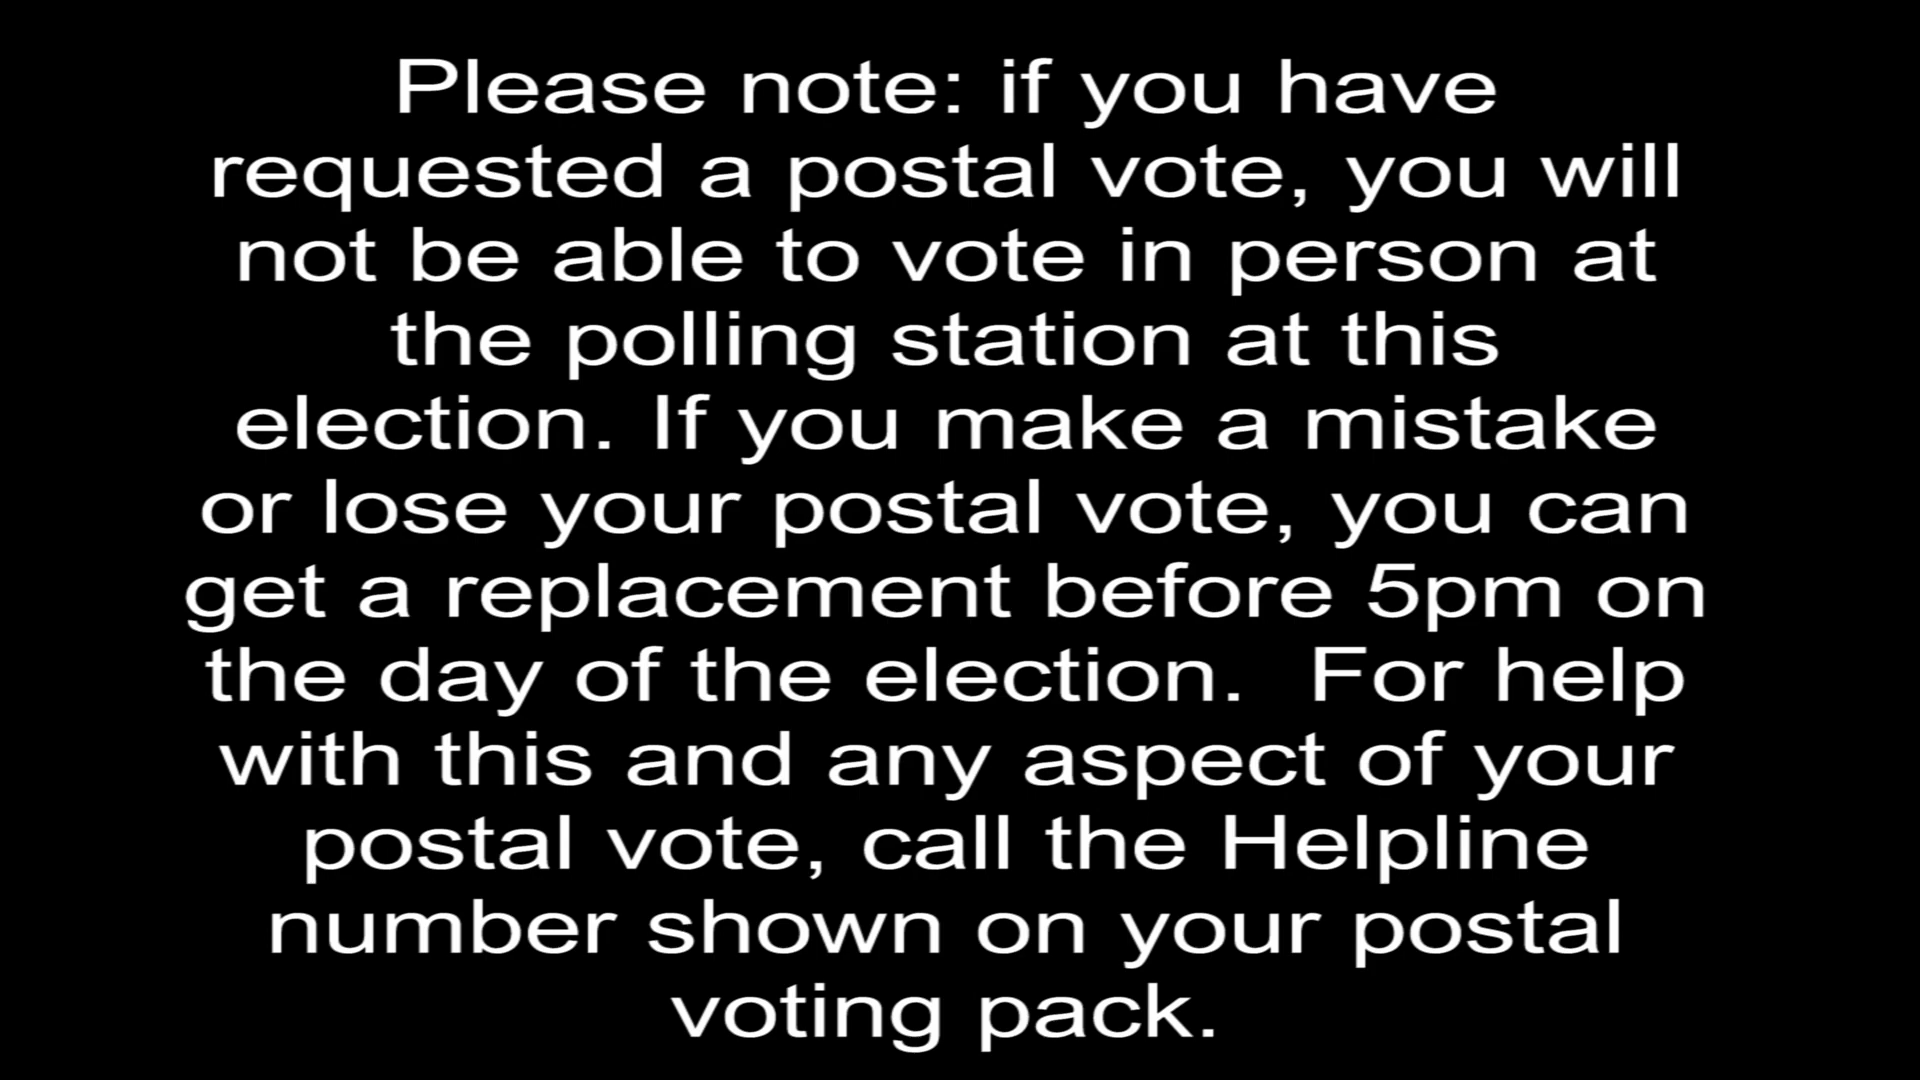 Please note: if you have
requested a postal vote, you will
not be able to vote in person at
the polling station at this
election. If you make a mistake
or lose your postal vote, you can
get a replacement before 5pm on
the day of the election.  For help
with this and any aspect of your
postal vote, call the Helpline
number shown on your postal
voting pack.